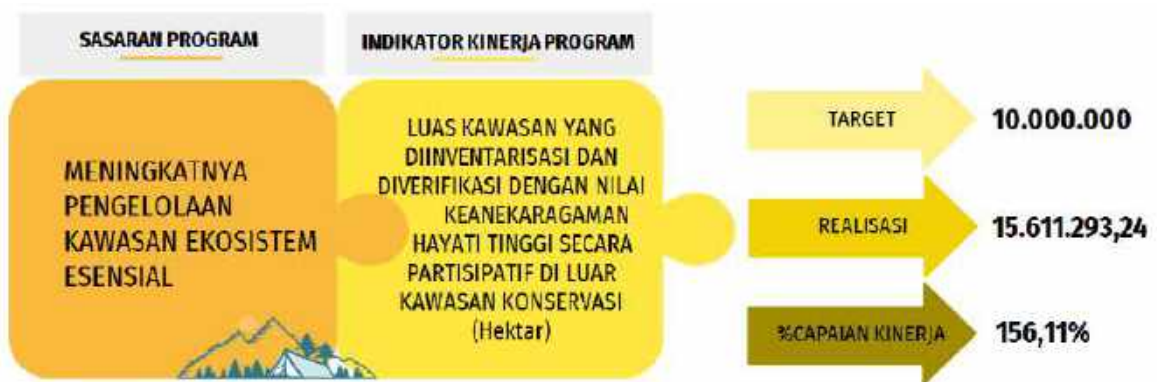 SASARAN PROGRAM
INDIKATOR KINERJA PROGRAM
MENINGKATNYA
PENGELOLAAN
KAWASAN EKOSISTEM
ESENSIAL
LUAS KAWASAN YANG
DIINVENTARISASI DAN
DIVERIFIKASI DENGAN NILAI
KEANEKARAGAMAN
HAYATI TINGGI SECARA
PARTISIPATIF DI LUAR
KAWASAN KONSERVASI
(Hektar)
TARGET
10.000.000
REALISASI
15.611.293,24
%CAPAIAN KINERJA
156,11%